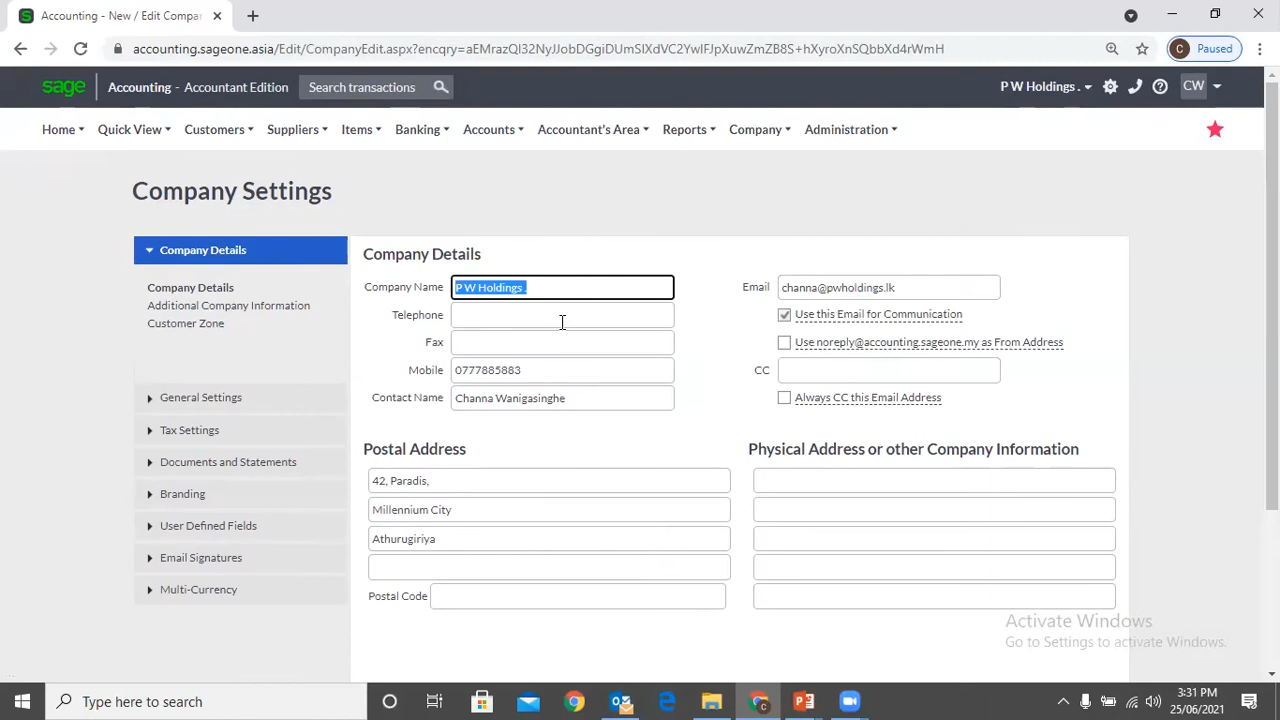 Accounting - New / Edit Compa
accounting.sageone.asia/Edit/CompanyEdit.aspx?encqry=aEMrazQI32NyJJobDGgiDUmSIXdVC2YwIFJpXuwZmZB8S+hXyroXnSQbbXd4rWmH
C Paused
sage Accounting - Accountant Edition Search transactions P W Holdings . CW
Home Quick View Customers Suppliers Items Banking Accounts Accountant's Area Reports Company Administration
Company Settings
Company Details
Company Details
Additional Company Information
Customer Zone
General Settings
Tax Settings
Documents and Statements
Branding
User Defined Fields
Email Signatures
Multi-Currency
Company Details
Company Name P W Holdings .
Telephone
Fax
Mobile 0777885883
Contact Name Channa Wanigasinghe
Email channa@pwholdings.lk
Use this Email for Communication
Use noreply@accounting.sageone.my as From Address
CC
Always CC this Email Address
Postal Address
42, Paradis,
Millennium City
Athurugiriya
Postal Code
Physical Address or other Company Information
Activate Windows
Go to Settings to activate Windows.
Type here to search
3:31 PM
25/06/2021